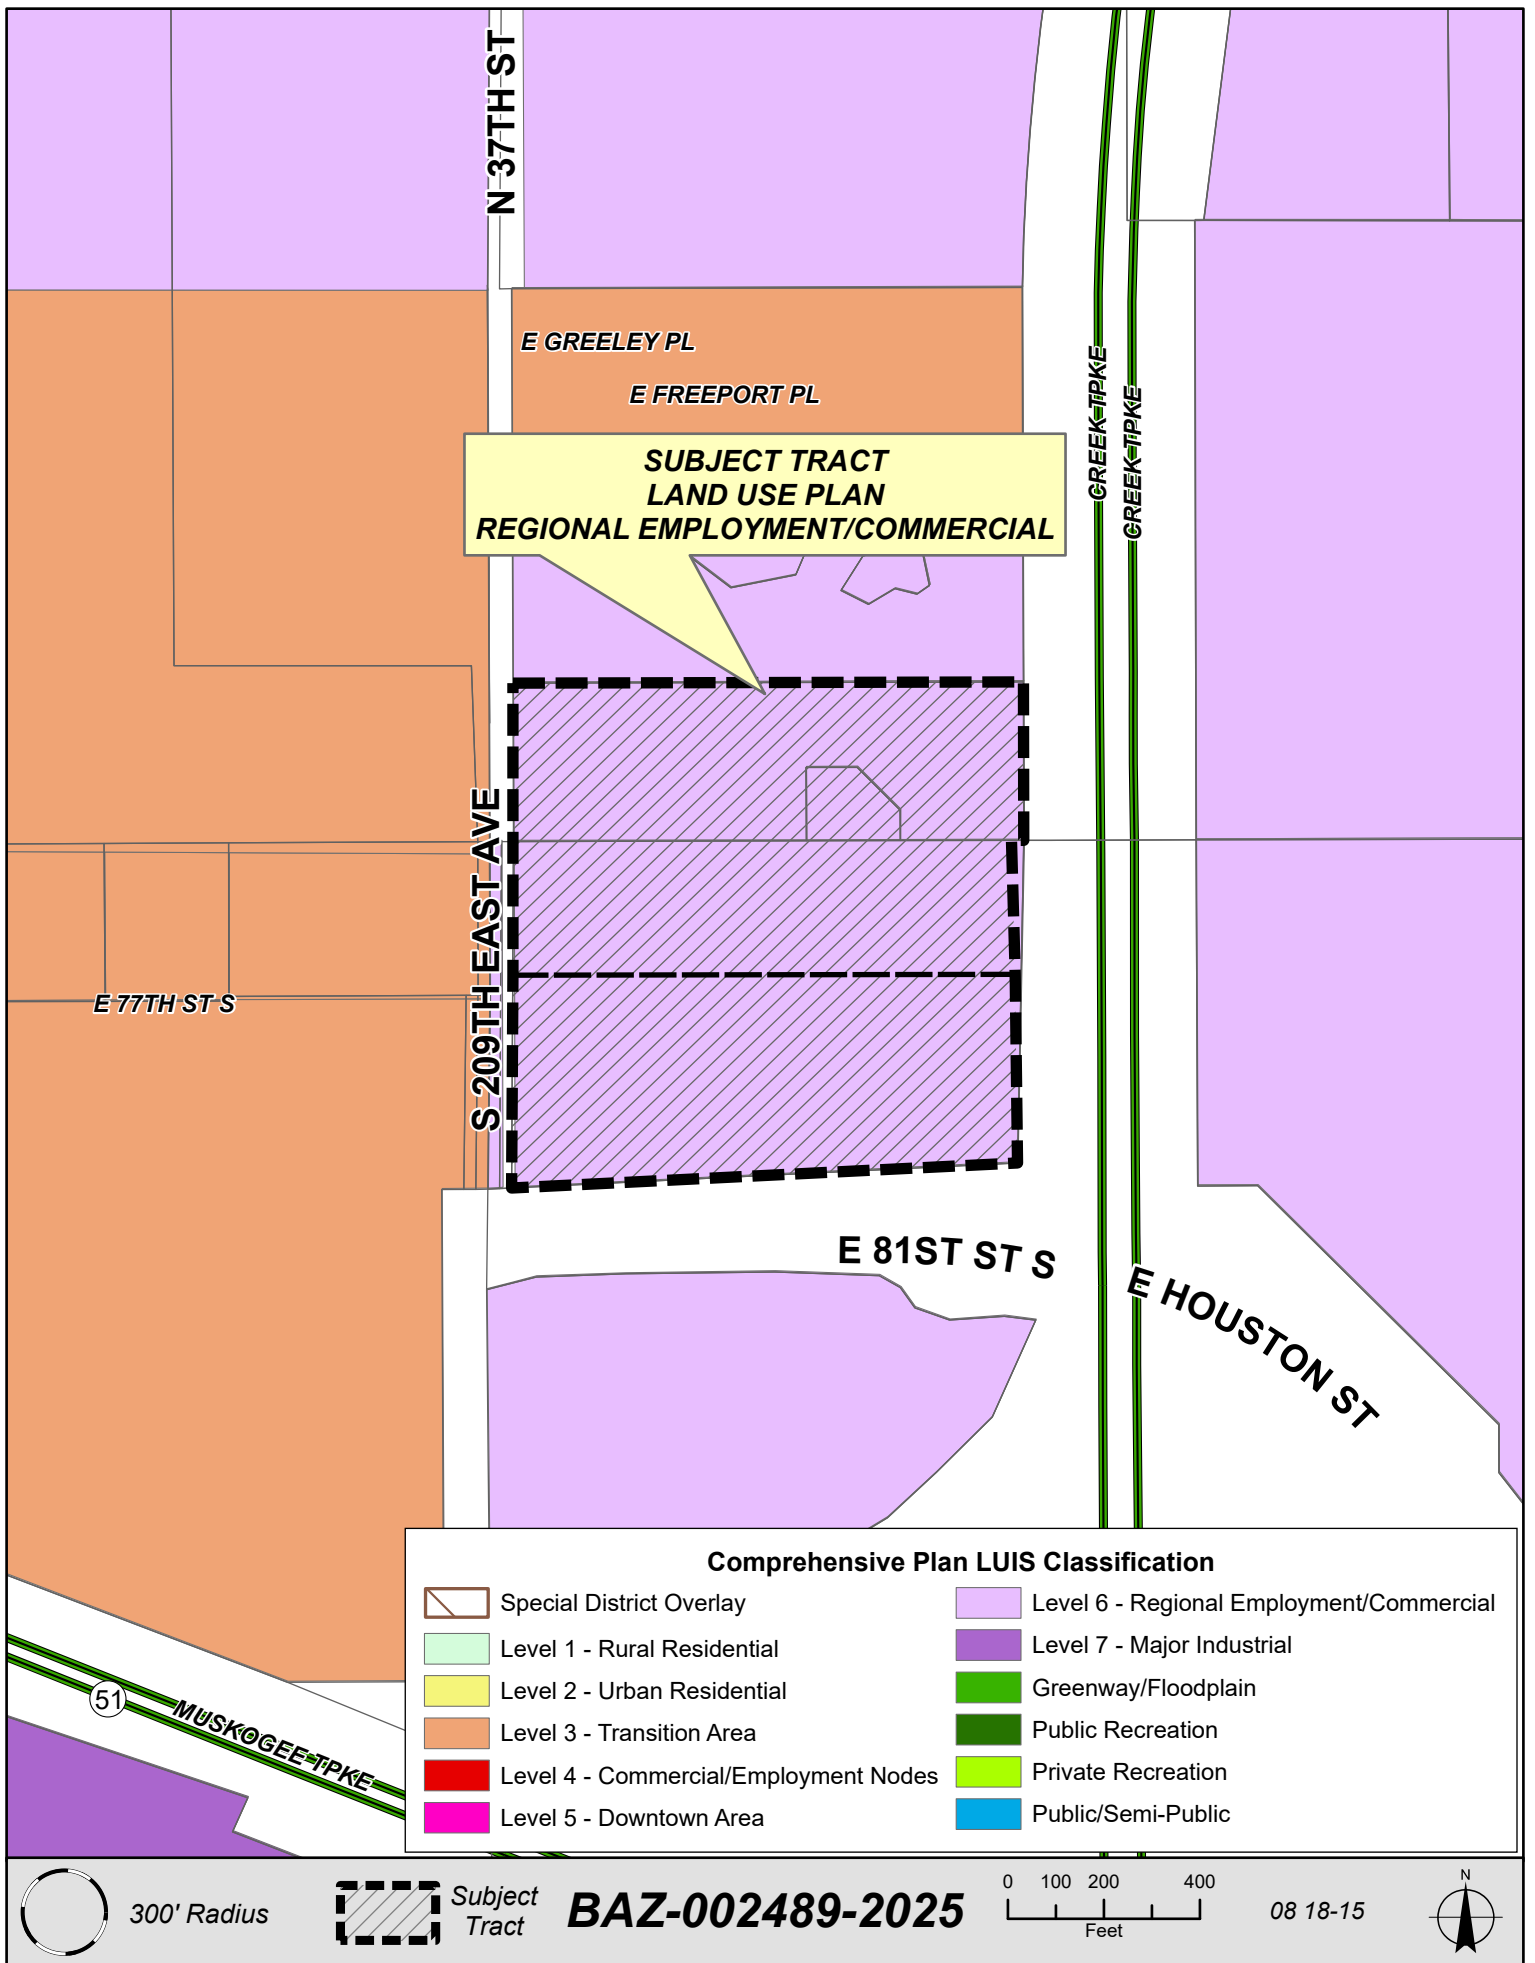 N 37TH ST
E GREELEY PL
E FREEPORT PL
CREEK TPKE
CREEK TPKE
SUBJECT TRACT
LAND USE PLAN
REGIONAL EMPLOYMENT/COMMERCIAL
S 209TH EAST AVE
E 77TH ST S
E 81ST ST S
E HOUSTON ST
51
MUSKOGEE TPKE
Comprehensive Plan LUIS Classification
Special District Overlay
Level 1 - Rural Residential
Level 2 - Urban Residential
Level 3 - Transition Area
Level 4 - Commercial/Employment Nodes
Level 5 - Downtown Area
Level 6 - Regional Employment/Commercial
Level 7 - Major Industrial
Greenway/Floodplain
Public Recreation
Private Recreation
Public/Semi-Public
300' Radius
Subject
Tract
BAZ-002489-2025
0 100 200 400
Feet
08 18-15
N